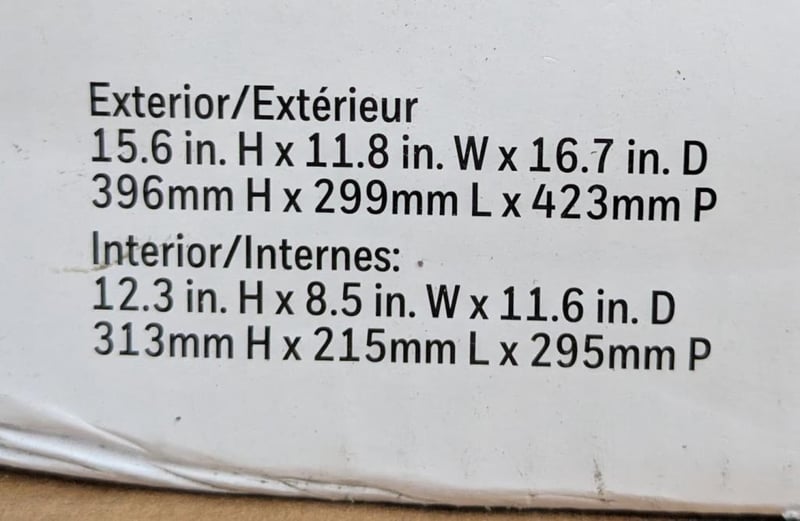 Exterior/Extérieur
15.6 in. H x 11.8 in. W x 16.7 in. D
396mm H x 299mm L x 423mm P
Interior/Internes:
12.3 in. H x 8.5 in. W x 11.6 in. D
313mm H x 215mm L x 295mm P